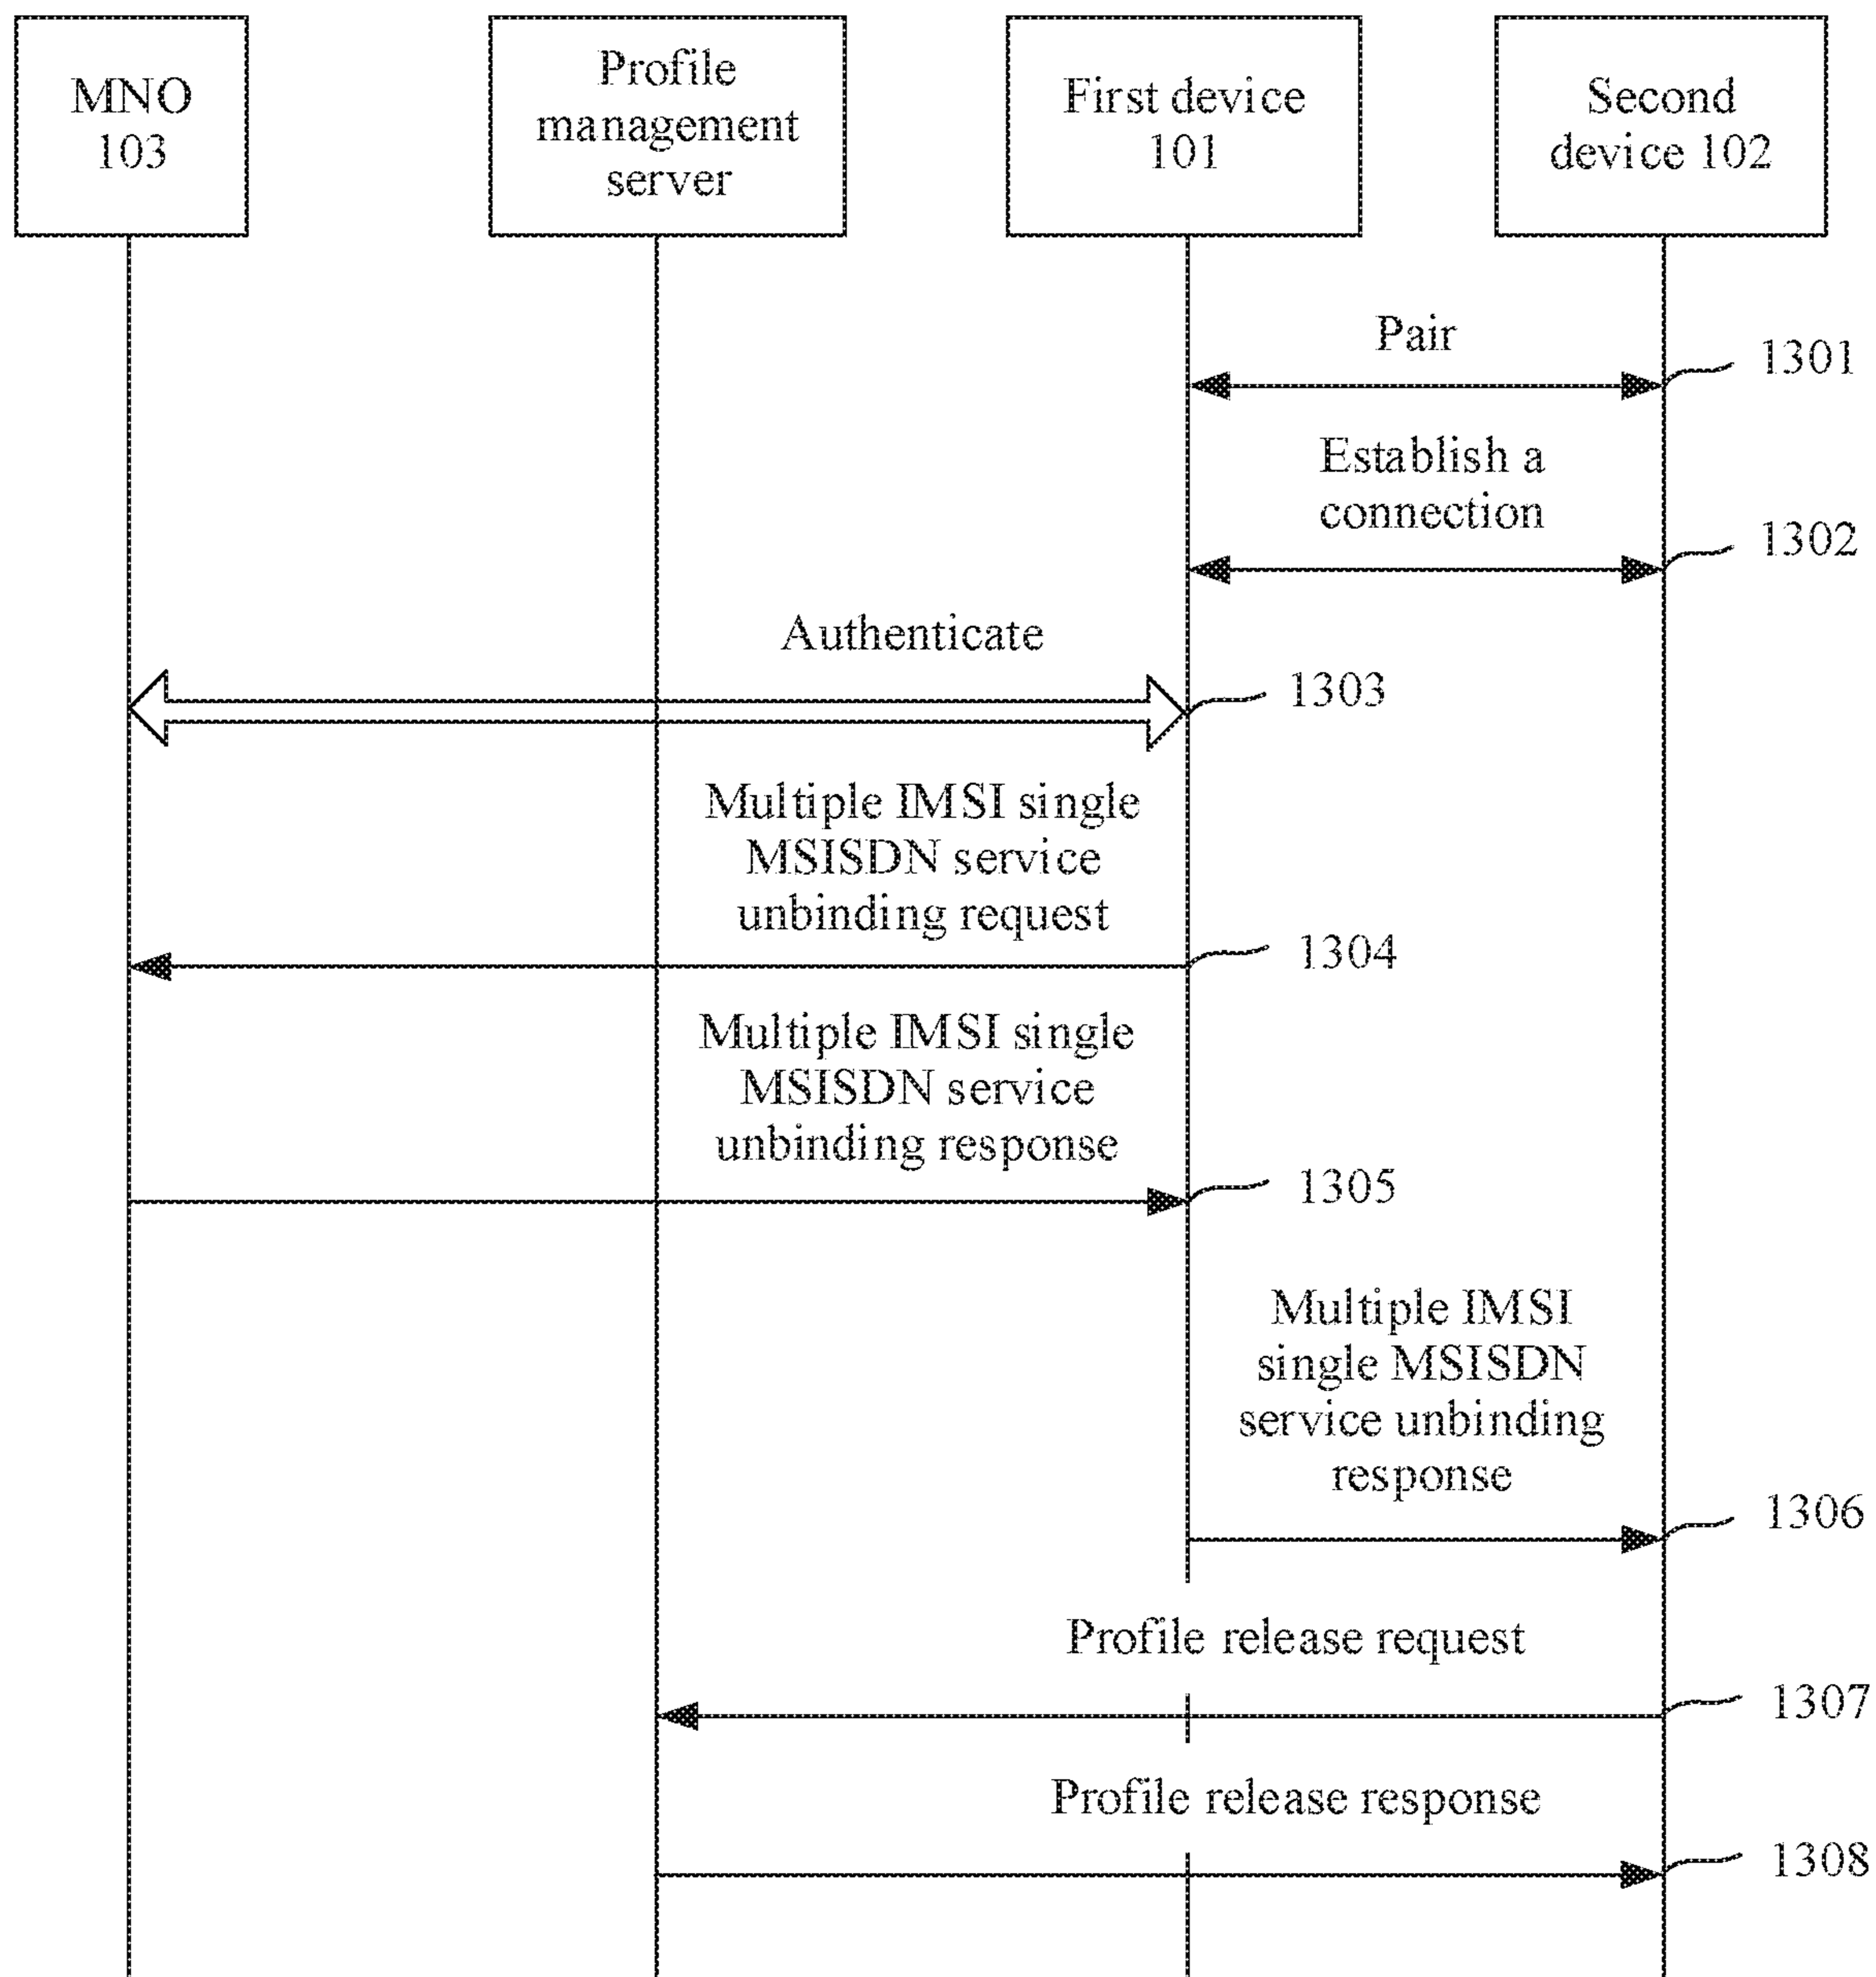 MNO
103
Profile
management
server
First device
101
Second
device 102
Pair
1301
Establish a
connection
1302
Authenticate
1303
Multiple IMSI single
MSISDN service
unbinding request
1304
Multiple IMSI single
MSISDN service
unbinding response
1305
Multiple IMSI
single MSISDN
service unbinding
response
1306
Profile release request
1307
Profile release response
1308